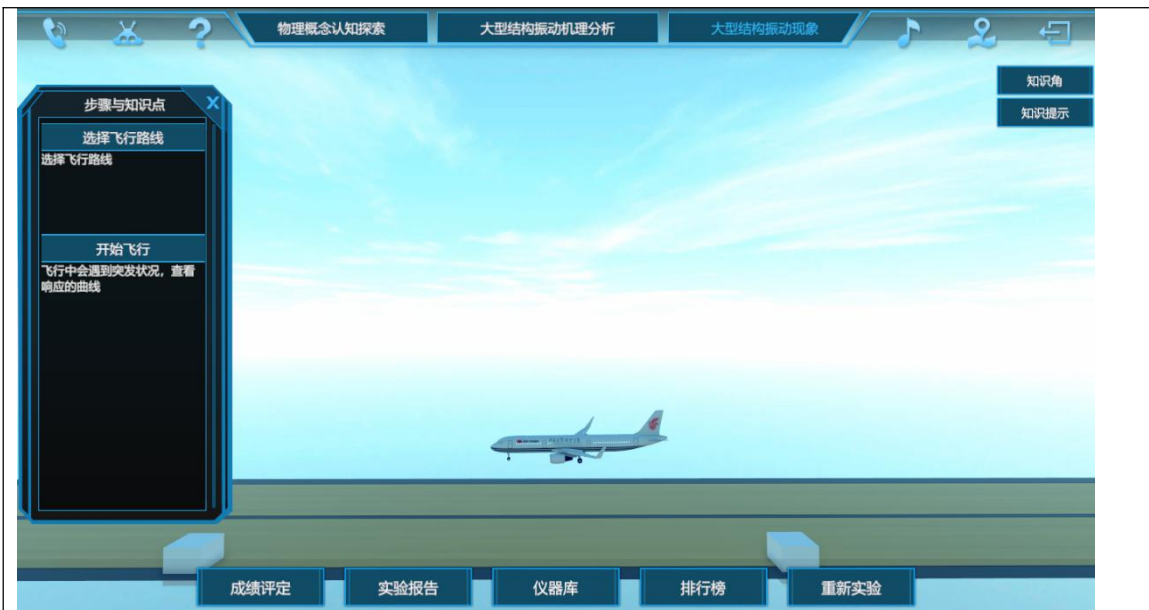 物理概念认知探索
大型结构振动机理分析
大型结构振动现象
知识角
知识提示
步骤与知识点
X
选择飞行路线
选择飞行路线
开始飞行
飞行中会遇到突发状况，查看
响应的曲线
成绩评定
实验报告
仪器库
排行榜
重新实验